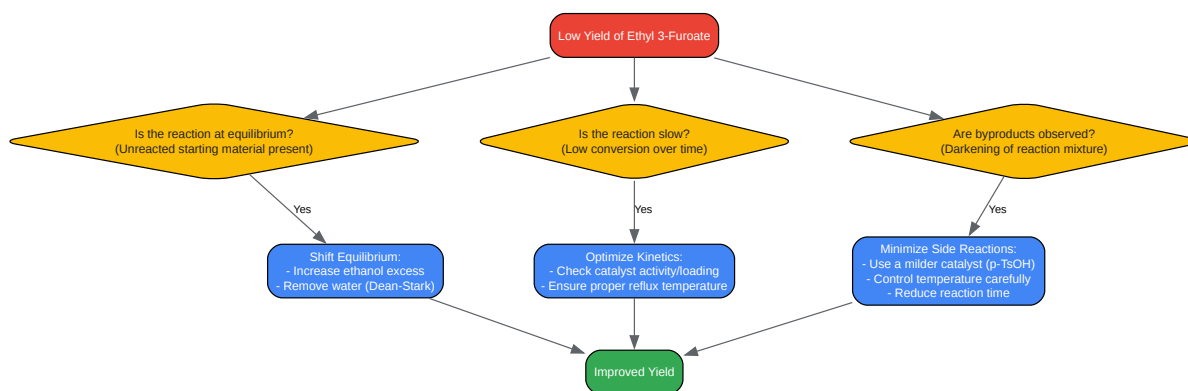 Low Yield of Ethyl 3-Furoate
Is the reaction at equilibrium?
(Unreacted starting material present)
Is the reaction slow?
(Low conversion over time)
Are byproducts observed?
(Darkening of reaction mixture)
Yes
Yes
Yes
Shift Equilibrium:
- Increase ethanol excess
- Remove water (Dean-Stark)
Optimize Kinetics:
- Check catalyst activity/loading
- Ensure proper reflux temperature
Minimize Side Reactions:
- Use a milder catalyst (p-TsOH)
- Control temperature carefully
- Reduce reaction time
Improved Yield